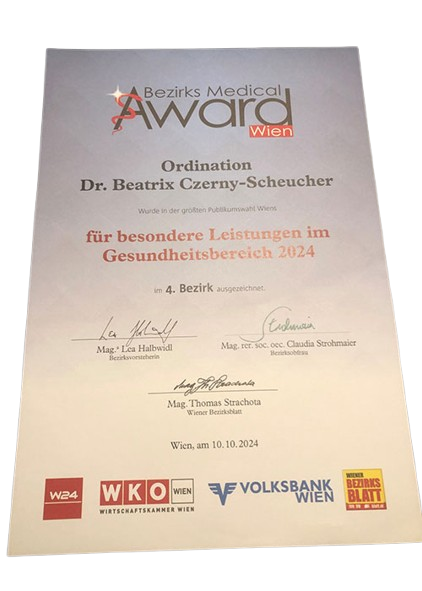 Bezirks Medical
Award
Wien
Ordination
Dr. Beatrix Czerny-Scheucher
Wurde in der größten Publikumswahl Wiens
für besondere Leistungen im
Gesundheitsbereich 2024
im 4. Bezirk ausgezeichnet.
Mag.ª Lea Halbwidl
Bezirksvorsteherin
Mag. rer. soc. oec. Claudia Strohmaier
Bezirksobfrau
Mag. Thomas Strachota
Wiener Bezirksblatt
Wien, am 10.10.2024
W24
WKO WIEN
WIRTSCHAFTSKAMMER WIEN
VOLKSBANK
WIEN
WIENER
BEZIRKS
BLATT